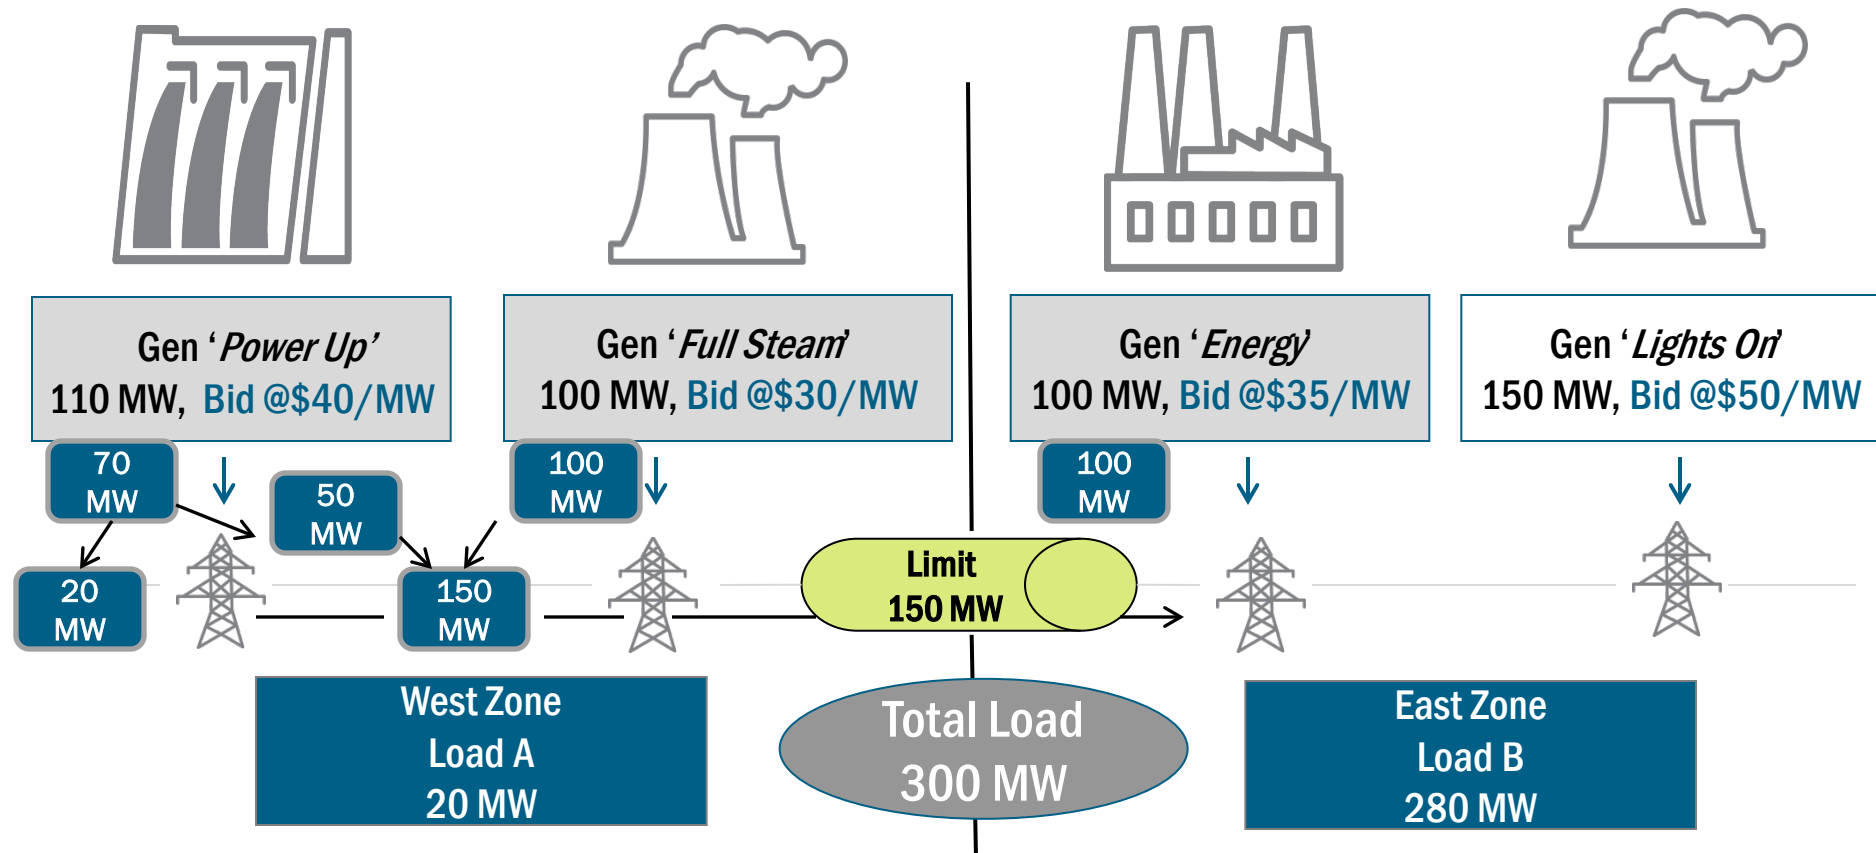 Gen ‘Power Up’
110 MW, Bid @$40/MW
Gen ‘Full Steam’
100 MW, Bid @$30/MW
Gen ‘Energy’
100 MW, Bid @$35/MW
Gen ‘Lights On’
150 MW, Bid @$50/MW
70
MW
50
MW
100
MW
100
MW
20
MW
150
MW
Limit
150 MW
West Zone
Load A
20 MW
Total Load
300 MW
East Zone
Load B
280 MW